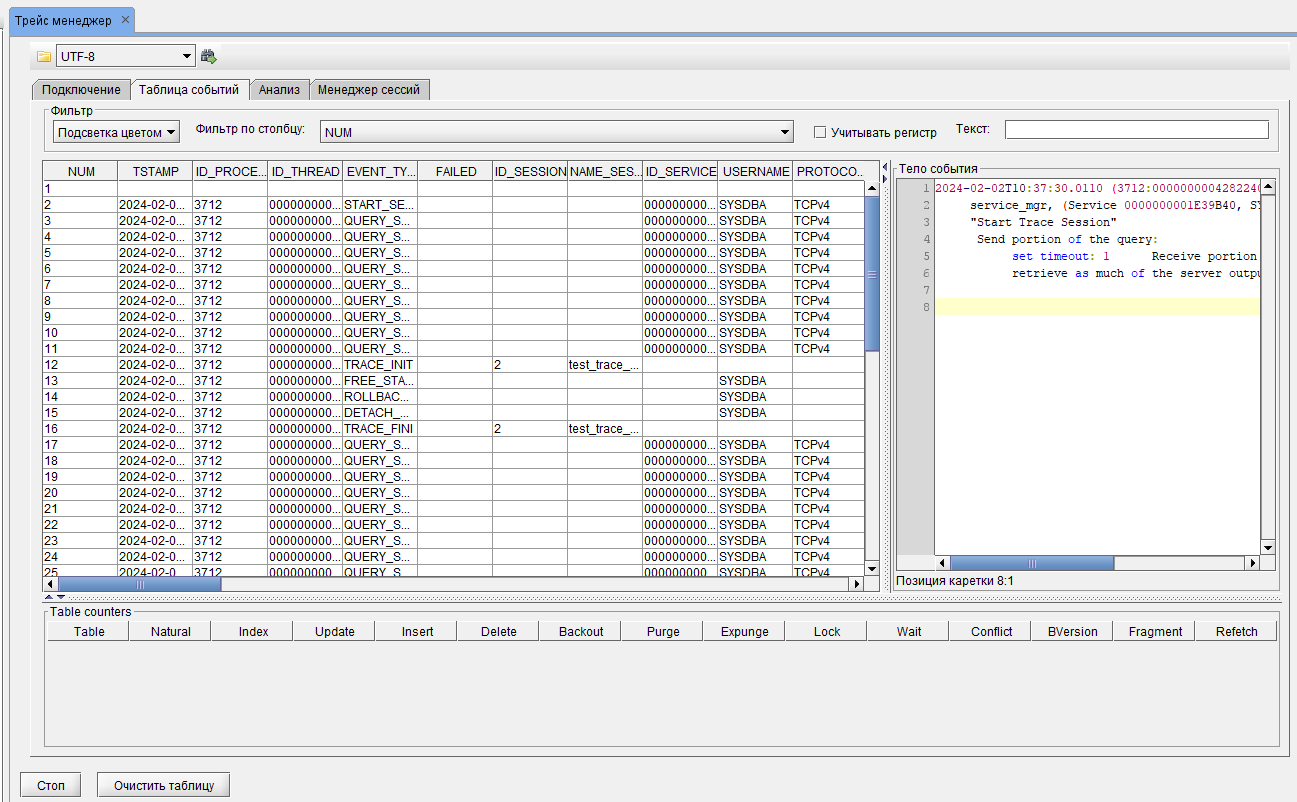 Трейс менеджер
UTF-8
Подключение Таблица событий Анализ Менеджер сессий
Фильтр
Подсветка цветом Фильтр по столбцу: NUM Учитывать регистр Текст:
NUM TSTAMP ID_PROCE... ID_THREAD EVENT_TY... FAILED ID_SESSION NAME_SES... ID_SERVICE USERNAME PROTOCO...
1
2 2024-02-0... 3712 000000000... START_SE... 000000000... SYSDBA TCPv4
3 2024-02-0... 3712 000000000... QUERY_S... 000000000... SYSDBA TCPv4
4 2024-02-0... 3712 000000000... QUERY_S... 000000000... SYSDBA TCPv4
5 2024-02-0... 3712 000000000... QUERY_S... 000000000... SYSDBA TCPv4
6 2024-02-0... 3712 000000000... QUERY_S... 000000000... SYSDBA TCPv4
7 2024-02-0... 3712 000000000... QUERY_S... 000000000... SYSDBA TCPv4
8 2024-02-0... 3712 000000000... QUERY_S... 000000000... SYSDBA TCPv4
9 2024-02-0... 3712 000000000... QUERY_S... 000000000... SYSDBA TCPv4
10 2024-02-0... 3712 000000000... QUERY_S... 000000000... SYSDBA TCPv4
11 2024-02-0... 3712 000000000... QUERY_S... 000000000... SYSDBA TCPv4
12 2024-02-0... 3712 000000000... TRACE_INIT 2 test_trace_...
13 2024-02-0... 3712 000000000... FREE_STA... SYSDBA
14 2024-02-0... 3712 000000000... ROLLBAC... SYSDBA
15 2024-02-0... 3712 000000000... DETACH_... SYSDBA
16 2024-02-0... 3712 000000000... TRACE_FINI 2 test_trace_...
17 2024-02-0... 3712 000000000... QUERY_S... 000000000... SYSDBA TCPv4
18 2024-02-0... 3712 000000000... QUERY_S... 000000000... SYSDBA TCPv4
19 2024-02-0... 3712 000000000... QUERY_S... 000000000... SYSDBA TCPv4
20 2024-02-0... 3712 000000000... QUERY_S... 000000000... SYSDBA TCPv4
21 2024-02-0... 3712 000000000... QUERY_S... 000000000... SYSDBA TCPv4
22 2024-02-0... 3712 000000000... QUERY_S... 000000000... SYSDBA TCPv4
23 2024-02-0... 3712 000000000... QUERY_S... 000000000... SYSDBA TCPv4
24 2024-02-0... 3712 000000000... QUERY_S... 000000000... SYSDBA TCPv4
25 2024-02-0 3712 000000000 QUERY_S 000000000 SYSDBA TCPv4
Тело события
1 2024-02-02T10:37:30.0110 (3712:0000000004282240
2 service_mgr, (Service 0000000001E39B40, SY
3 "Start Trace Session"
4 Send portion of the query:
5 set timeout: 1 Receive portion
6 retrieve as much of the server outpu
7
8
Позиция каретки 8:1
Table counters
Table Natural Index Update Insert Delete Backout Purge Expunge Lock Wait Conflict BVersion Fragment Refetch
Стоп Очистить таблицу